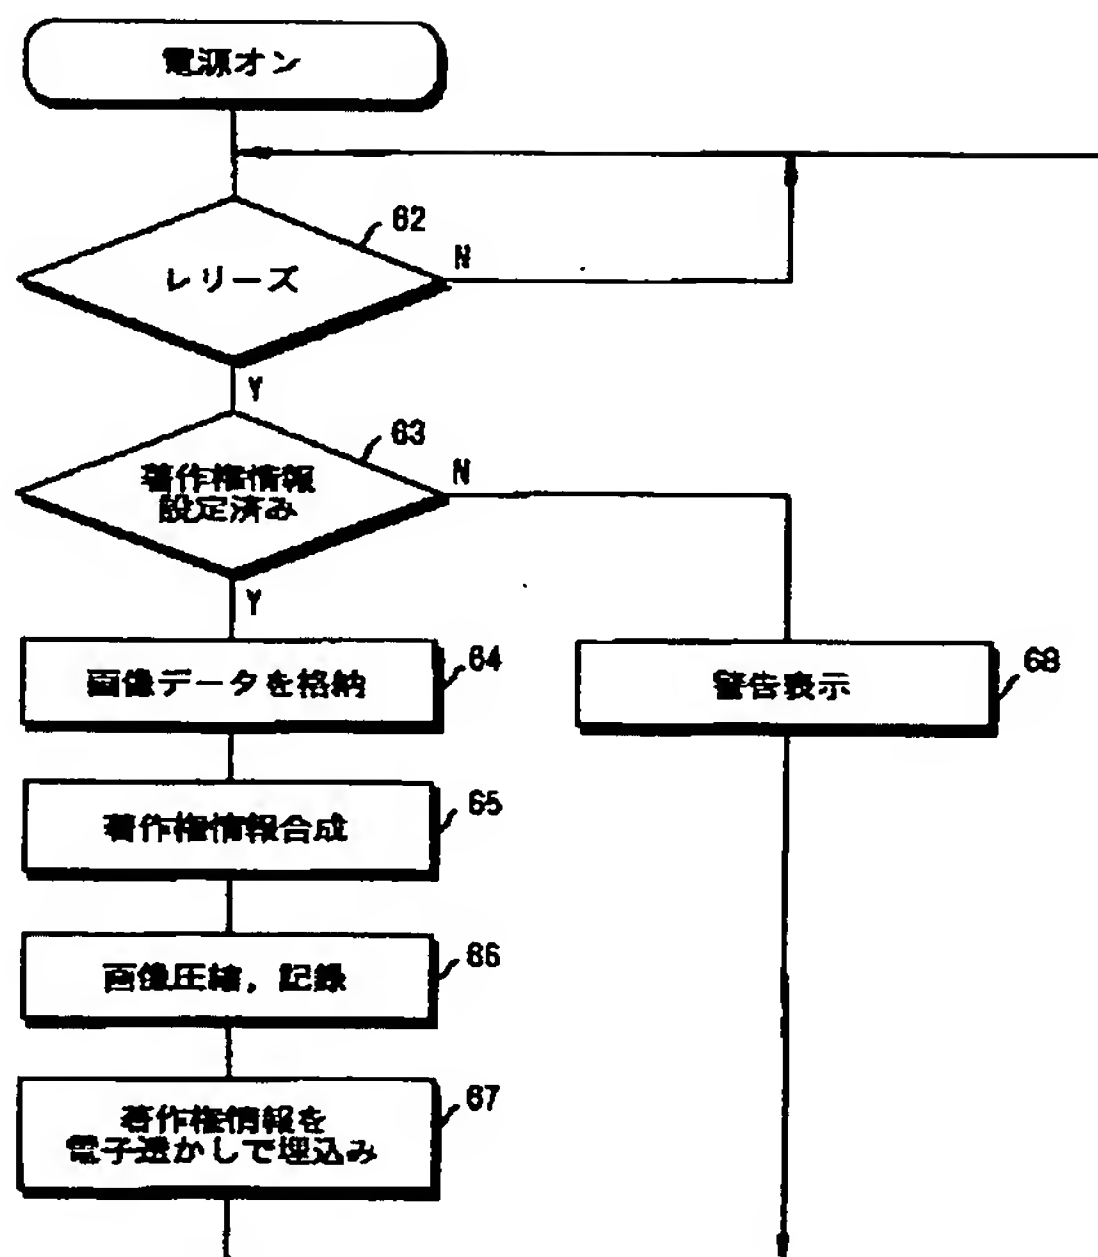 電源オン
62
レリーズ
N
Y
63
著作権情報
設定済み
N
Y
画像データを格納
64
警告表示
68
著作権情報合成
65
画像圧縮，記録
66
著作権情報を
電子透かしで埋込み
67